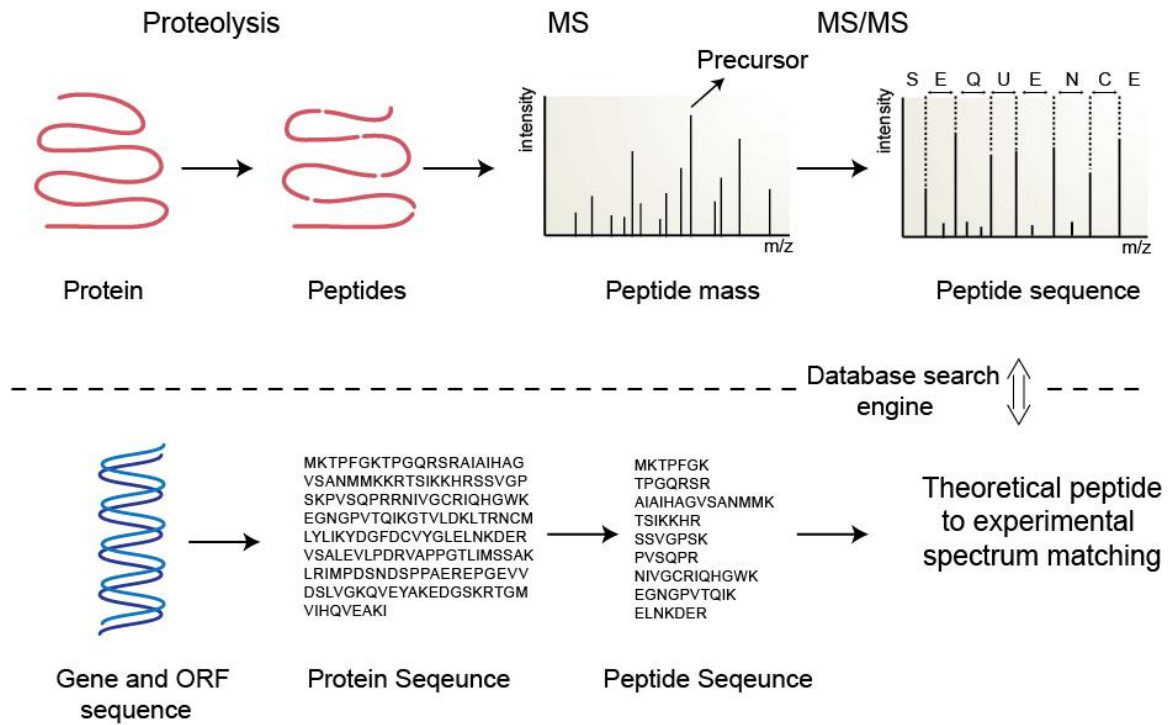 Proteolysis
MS
MS/MS
Precursor
intensity
m/z
S E Q U E N C E
intensity
m/z
Protein
Peptides
Peptide mass
Peptide sequence
Database search
engine
MKTPFGKTPGQRSRAIAIHAG
VSANMMKKRTSIKKHRSSVGP
SKPVSQPRRNIVGCRIQHGWK
EGNGPVTQIKGTVLDKLTRNCM
LYLIKYDGFDCVYGLELNKDER
VSALEVLPDRVAPPGTLIMSSAK
LRIMPDSNDSPPAEREPGEVV
DSLVGKQVEYAKEDGSKRTGM
VIHQVEAKI
MKTPFGK
TPGQRSR
AIAIHAGVSANMMK
TSIKKHR
SSVGPSK
PVSQPR
NIVGCRIQHGWK
EGNGPVTQIK
ELNKDER
Theoretical peptide
to experimental
spectrum matching
Gene and ORF
sequence
Protein Seqeunce
Peptide Seqeunce